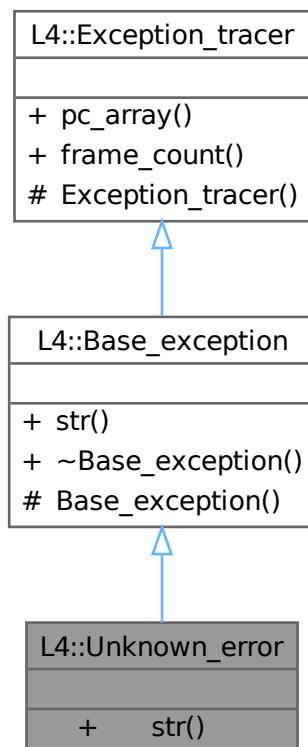 L4::Exception_tracer
+ pc_array()
+ frame_count()
# Exception_tracer()
L4::Base_exception
+ str()
+ ~Base_exception()
# Base_exception()
L4::Unknown_error
+ str()